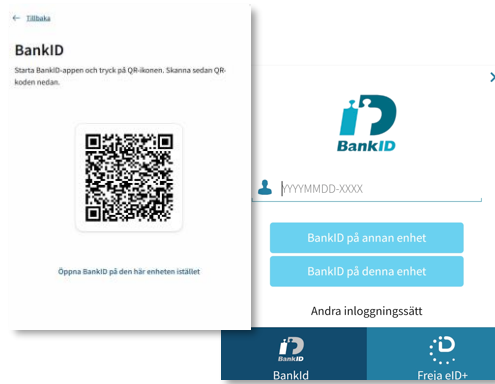 ← Tillbaka
BankID
Starta BankID-appen och tryck på QR-ikonen. Skanna sedan QR-
koden nedan.
Öppna BankID på den här enheten istället
BankID
YYYYMMDD-XXXX
BankID på annan enhet
BankID på denna enhet
Andra inloggningssätt
BankID
BankId
Freja eID+